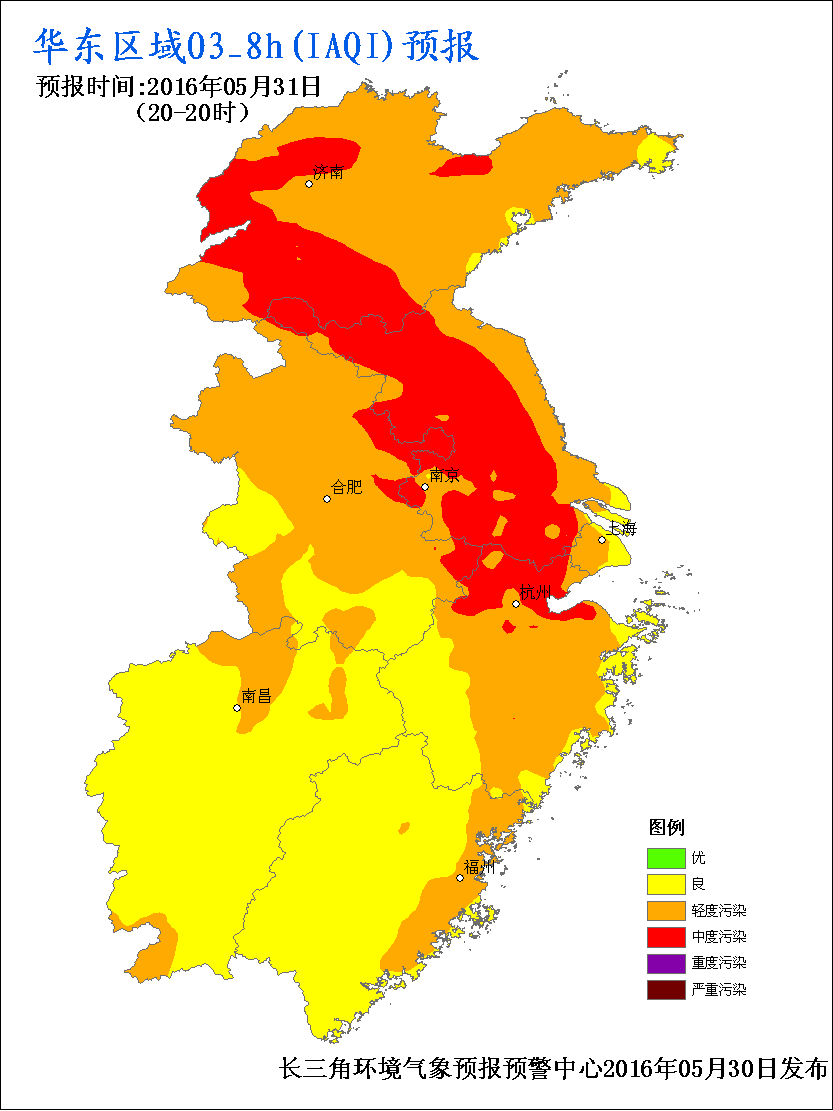 华东区域O3_8h(IAQI)预报
预报时间:2016年05月31日
(20-20时)
济南
南京
合肥
上海
杭州
南昌
福州
图例
优
良
轻度污染
中度污染
重度污染
严重污染
长三角环境气象预报预警中心2016年05月30日发布